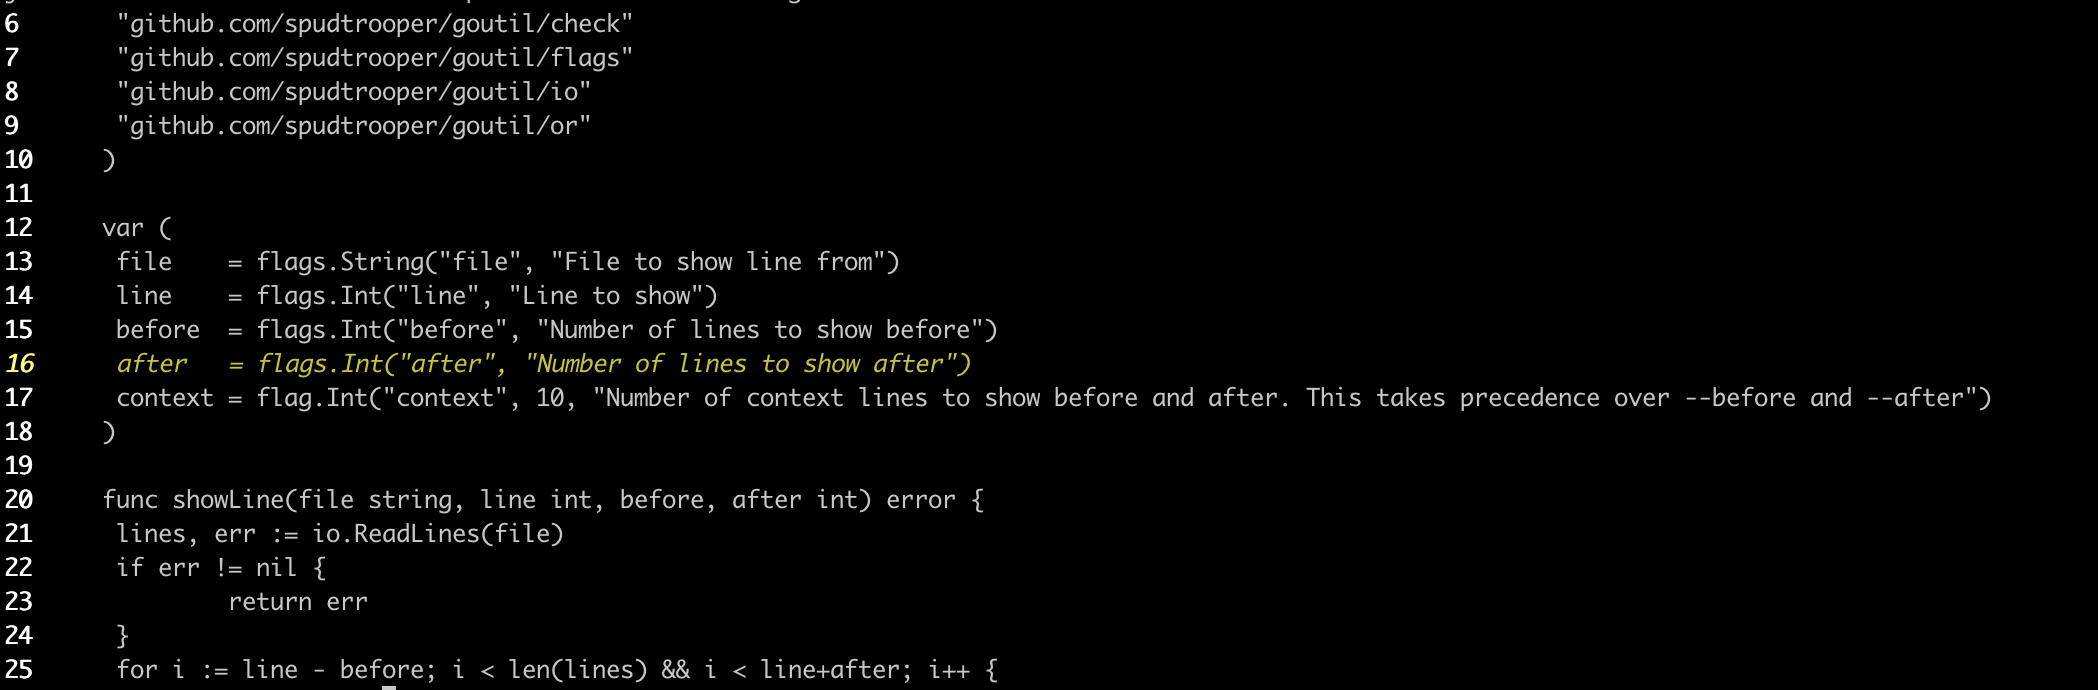 6 "github.com/spudtrooper/goutil/check"
7 "github.com/spudtrooper/goutil/flags"
8 "github.com/spudtrooper/goutil/io"
9 "github.com/spudtrooper/goutil/or"
10 )
11
12 var (
13 file    = flags.String("file", "File to show line from")
14 line    = flags.Int("line", "Line to show")
15 before  = flags.Int("before", "Number of lines to show before")
16 after   = flags.Int("after", "Number of lines to show after")
17 context = flag.Int("context", 10, "Number of context lines to show before and after. This takes precedence over --before and --after")
18 )
19
20 func showLine(file string, line int, before, after int) error {
21 lines, err := io.ReadLines(file)
22 if err != nil {
23 return err
24 }
25 for i := line - before; i < len(lines) && i < line+after; i++ {